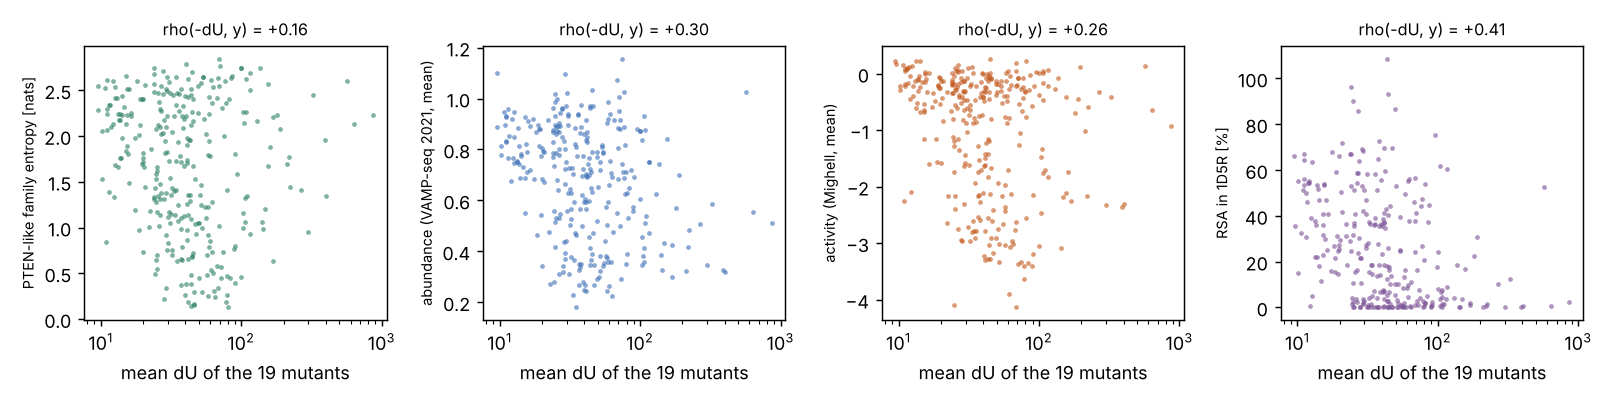 rho(-dU, y) = +0.16
PTEN-like family entropy [nats]
2.5
2.0
1.5
1.0
0.5
0.0
10¹ 10² 10³
mean dU of the 19 mutants
rho(-dU, y) = +0.30
abundance (VAMP-seq 2021, mean)
1.2
1.0
0.8
0.6
0.4
0.2
10¹ 10² 10³
mean dU of the 19 mutants
rho(-dU, y) = +0.26
activity (Mighell, mean)
0
−1
−2
−3
−4
10¹ 10² 10³
mean dU of the 19 mutants
rho(-dU, y) = +0.41
RSA in 1D5R [%]
100
80
60
40
20
0
10¹ 10² 10³
mean dU of the 19 mutants